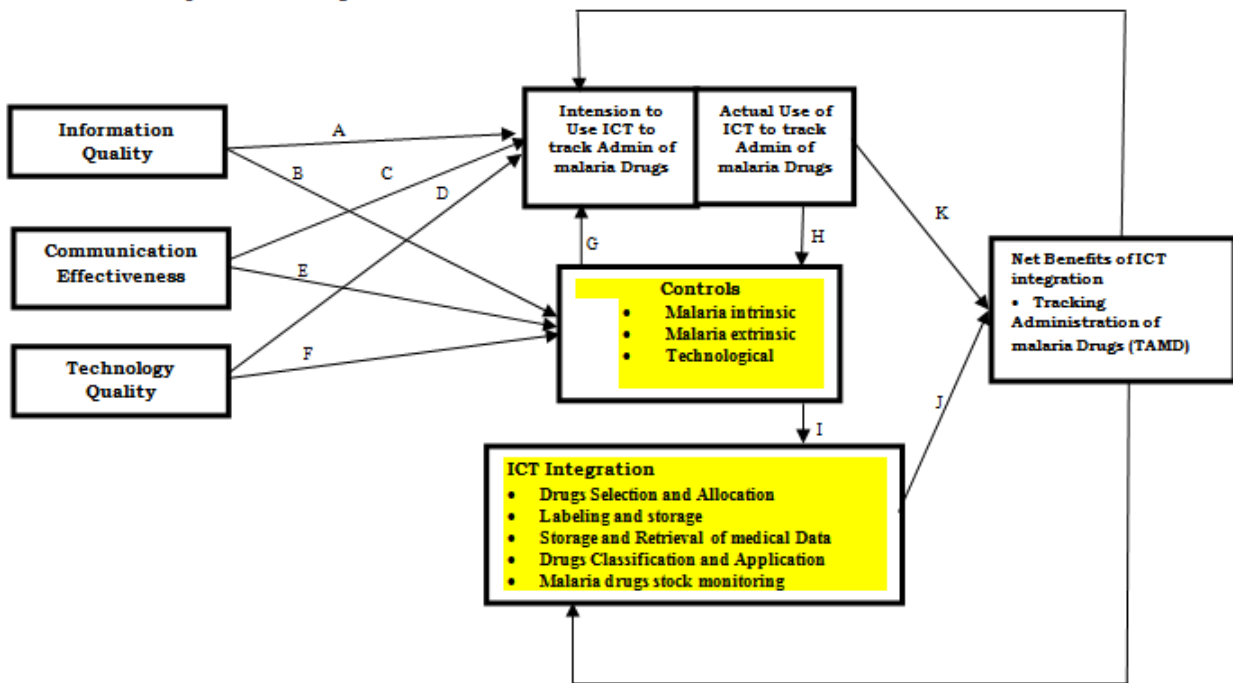 Information
Quality
Communication
Effectiveness
Technology
Quality
A
B
C
D
E
F
Intension to
Use ICT to
track Admin of
malaria Drugs
Actual Use of
ICT to track
Admin of
malaria Drugs
G
H
Controls
• Malaria intrinsic
• Malaria extrinsic
• Technological
I
ICT Integration
• Drugs Selection and Allocation
• Labeling and storage
• Storage and Retrieval of medical Data
• Drugs Classification and Application
• Malaria drugs stock monitoring
K
J
Net Benefits of ICT
integration
• Tracking
Administration of
malaria Drugs (TAMD)